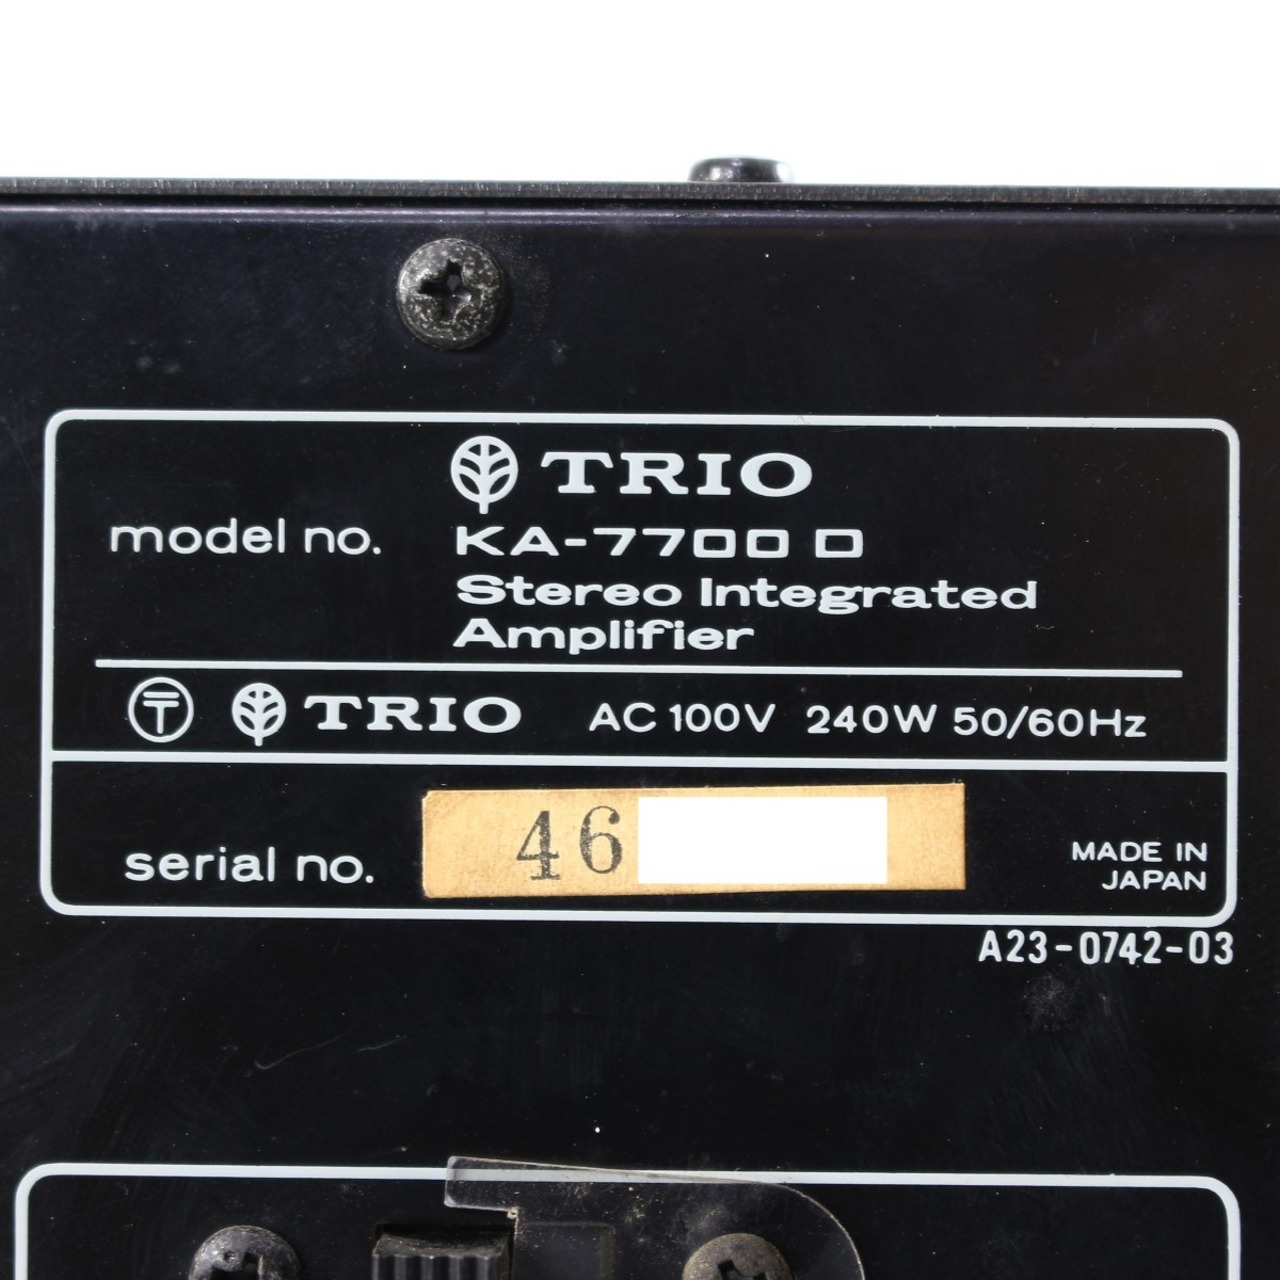 TRIO
model no. KA-7700 D
Stereo Integrated
Amplifier
〒 TRIO AC 100V 240W 50/60Hz
serial no. 46
MADE IN
JAPAN
A23-0742-03